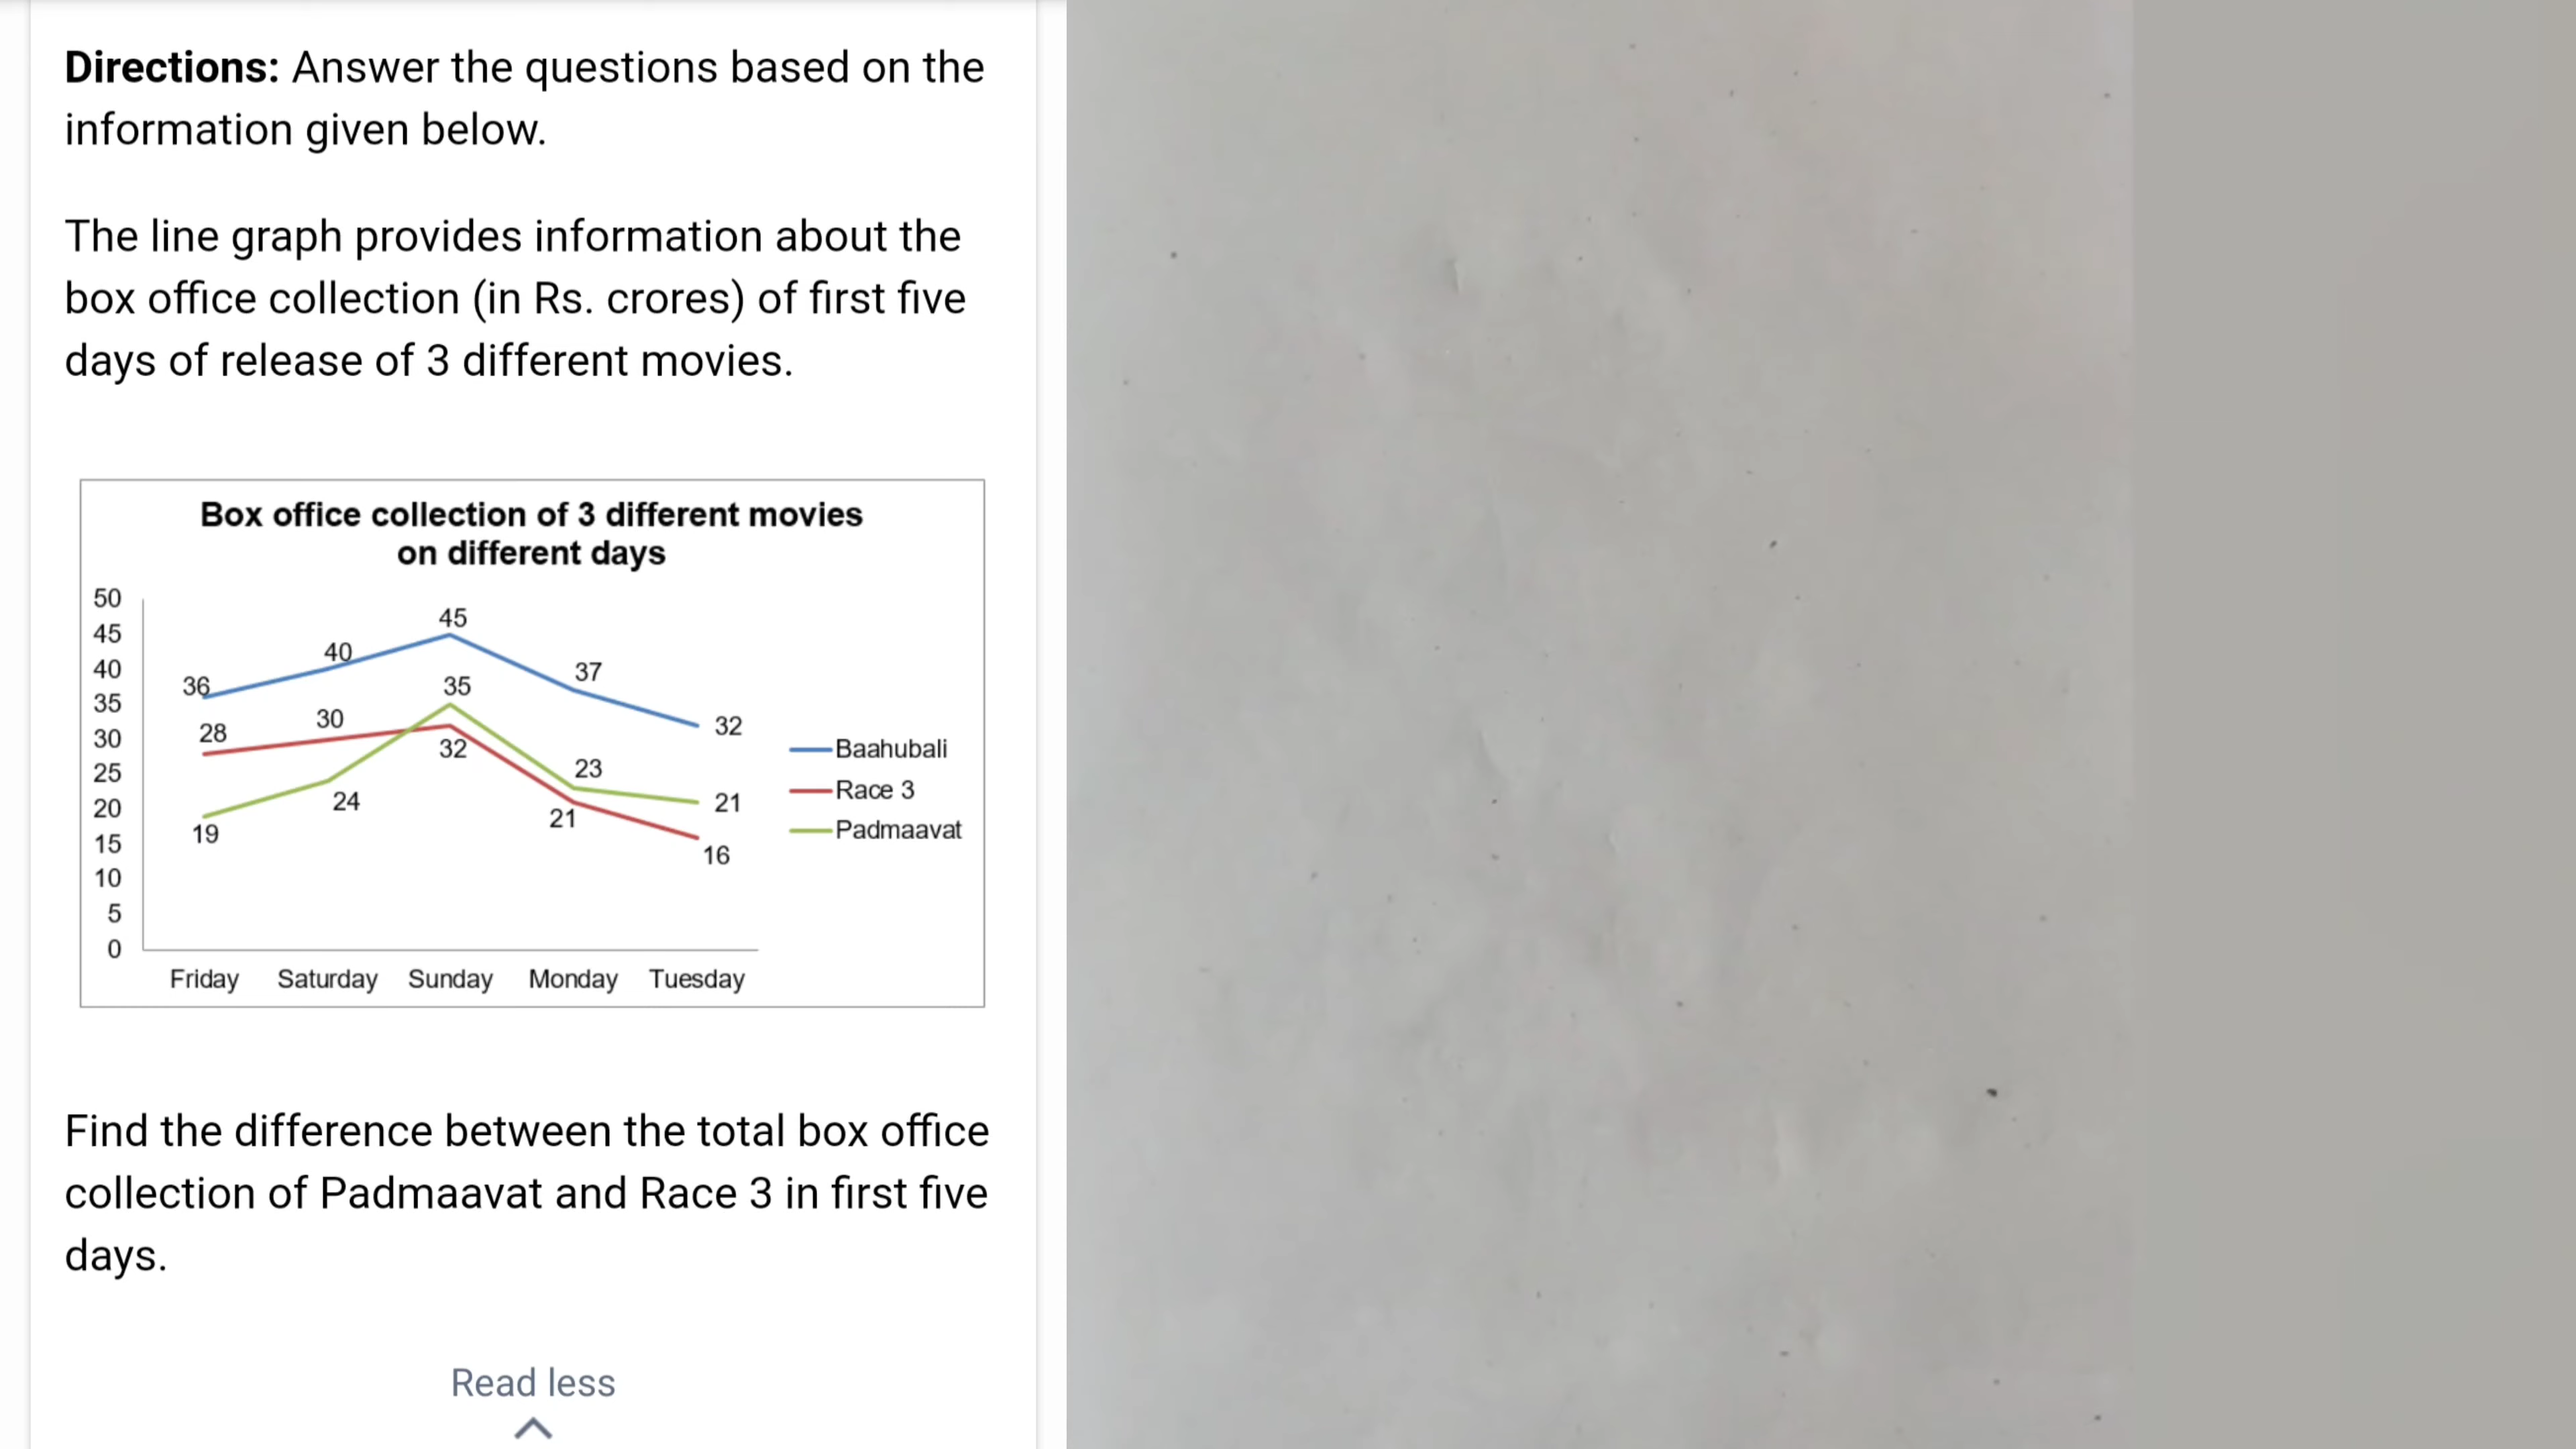 Directions: Answer the questions based on the
information given below.
The line graph provides information about the
box office collection (in Rs. crores) of first five
days of release of 3 different movies.
Box office collection of 3 different movies
on different days
50
45
40
35
30
25
20
15
10
5
0
36
40
45
37
32
28
30
32
21
16
19
24
35
23
21
Friday Saturday Sunday Monday Tuesday
Baahubali
Race 3
Padmaavat
Find the difference between the total box office
collection of Padmaavat and Race 3 in first five
days.
Read less